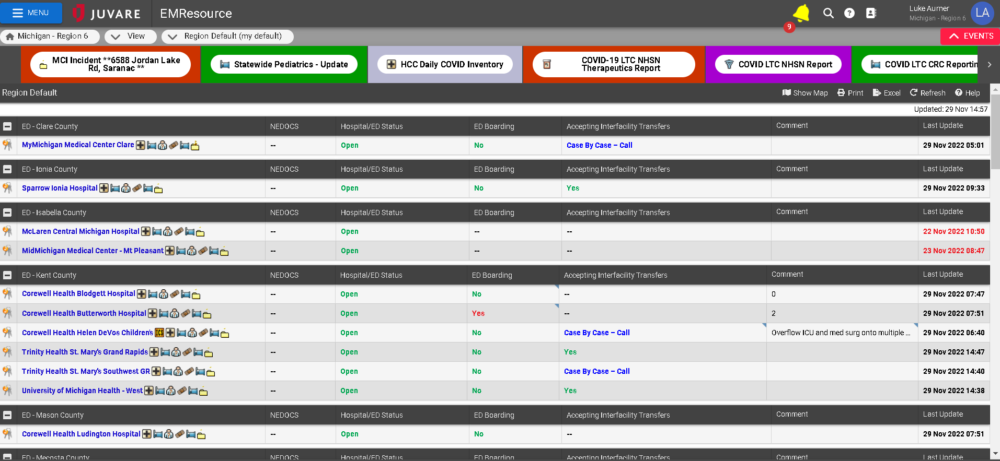 MENU JUVARE EMResource 9 Luke Aurner LA
Michigan - Region 6
Michigan - Region 6 View Region Default (my default) EVENTS
MCI Incident **6588 Jordan Lake
Rd, Saranac **
Statewide Pediatrics - Update
HCC Daily COVID Inventory
COVID-19 LTC NHSN
Therapeutics Report
COVID LTC NHSN Report
COVID LTC CRC Reportin
Region Default Show Map Print Excel Refresh Help
Updated: 29 Nov 14:57
ED - Clare County NEDOCS Hospital/ED Status ED Boarding Accepting Interfacility Transfers Comment Last Update
MyMichigan Medical Center Clare -- Open No Case By Case – Call 29 Nov 2022 05:01
ED - Ionia County NEDOCS Hospital/ED Status ED Boarding Accepting Interfacility Transfers Comment Last Update
Sparrow Ionia Hospital -- Open No Yes 29 Nov 2022 09:33
ED - Isabella County NEDOCS Hospital/ED Status ED Boarding Accepting Interfacility Transfers Comment Last Update
McLaren Central Michigan Hospital -- Open -- -- 22 Nov 2022 10:50
MidMichigan Medical Center - Mt Pleasant -- Open -- -- 23 Nov 2022 08:47
ED - Kent County NEDOCS Hospital/ED Status ED Boarding Accepting Interfacility Transfers Comment Last Update
Corewell Health Blodgett Hospital -- Open No -- 0 29 Nov 2022 07:47
Corewell Health Butterworth Hospital -- Open Yes -- 2 29 Nov 2022 07:51
Corewell Health Helen DeVos Children's ICS -- Open No Case By Case – Call Overflow ICU and med surg onto multiple ... 29 Nov 2022 06:40
Trinity Health St. Mary's Grand Rapids -- Open No Yes 29 Nov 2022 14:47
Trinity Health St. Mary's Southwest GR -- Open No Case By Case – Call 29 Nov 2022 14:40
University of Michigan Health - West -- Open No Yes 29 Nov 2022 14:38
ED - Mason County NEDOCS Hospital/ED Status ED Boarding Accepting Interfacility Transfers Comment Last Update
Corewell Health Ludington Hospital -- Open No -- 29 Nov 2022 07:51
ED - Mecosta County NEDOCS Hospital/ED Status ED Boarding Accepting Interfacility Transfers Comment Last Update